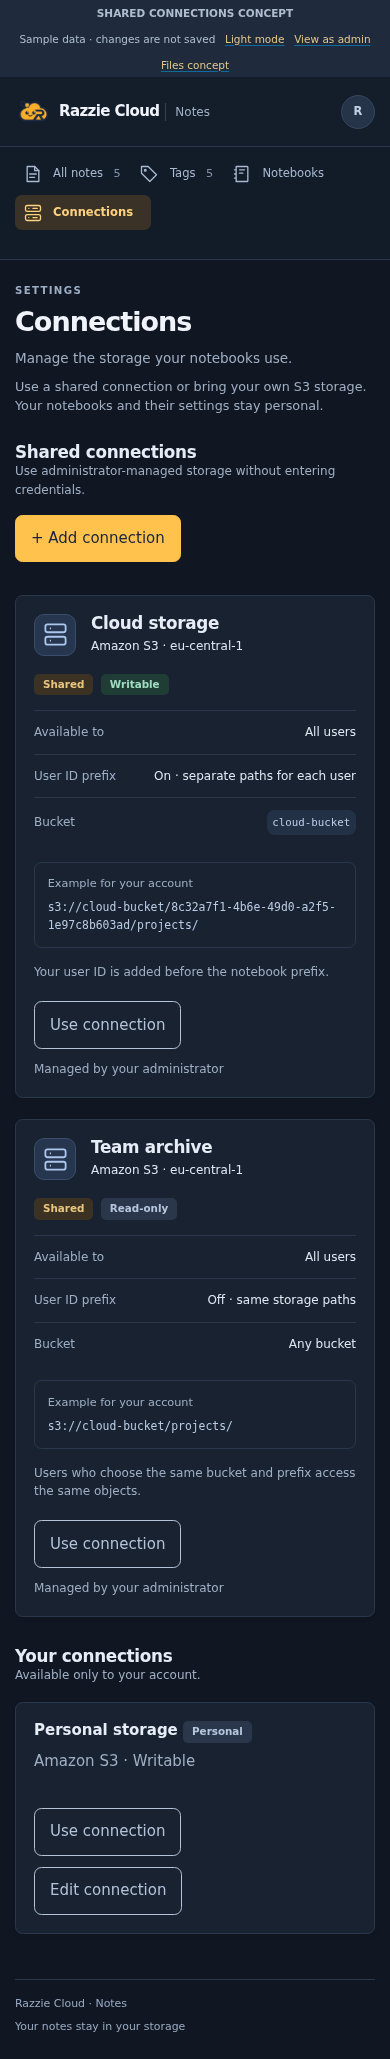 SHARED CONNECTIONS CONCEPT
Sample data · changes are not saved Light mode View as admin
Files concept
Razzie Cloud Notes R
All notes 5 Tags 5 Notebooks
Connections
SETTINGS
Connections
Manage the storage your notebooks use.
Use a shared connection or bring your own S3 storage.
Your notebooks and their settings stay personal.
Shared connections
Use administrator-managed storage without entering
credentials.
+ Add connection
Cloud storage
Amazon S3 · eu-central-1
Shared Writable
Available to All users
User ID prefix On · separate paths for each user
Bucket cloud-bucket
Example for your account
s3://cloud-bucket/8c32a7f1-4b6e-49d0-a2f5-
1e97c8b603ad/projects/
Your user ID is added before the notebook prefix.
Use connection
Managed by your administrator
Team archive
Amazon S3 · eu-central-1
Shared Read-only
Available to All users
User ID prefix Off · same storage paths
Bucket Any bucket
Example for your account
s3://cloud-bucket/projects/
Users who choose the same bucket and prefix access
the same objects.
Use connection
Managed by your administrator
Your connections
Available only to your account.
Personal storage Personal
Amazon S3 · Writable
Use connection
Edit connection
Razzie Cloud · Notes
Your notes stay in your storage